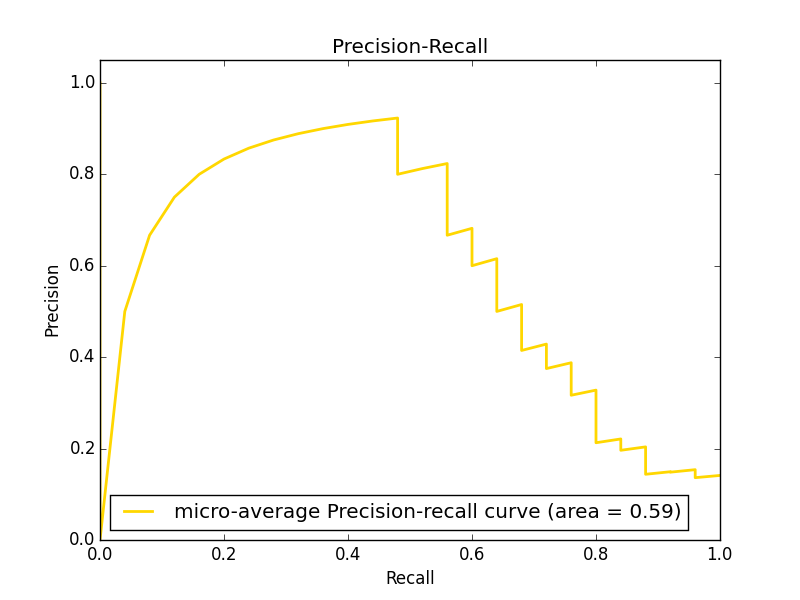 Precision-Recall
1.0
0.8
0.6
0.4
0.2
0.0
Precision
micro-average Precision-recall curve (area = 0.59)
0.0 0.2 0.4 0.6 0.8 1.0
Recall